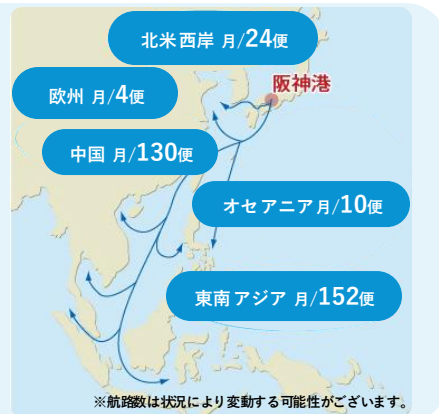 北米西岸 月/24便
阪神港
欧州 月/4便
中国 月/130便
オセアニア月/10便
東南アジア 月/152便
※航路数は状況により変動する可能性がございます。